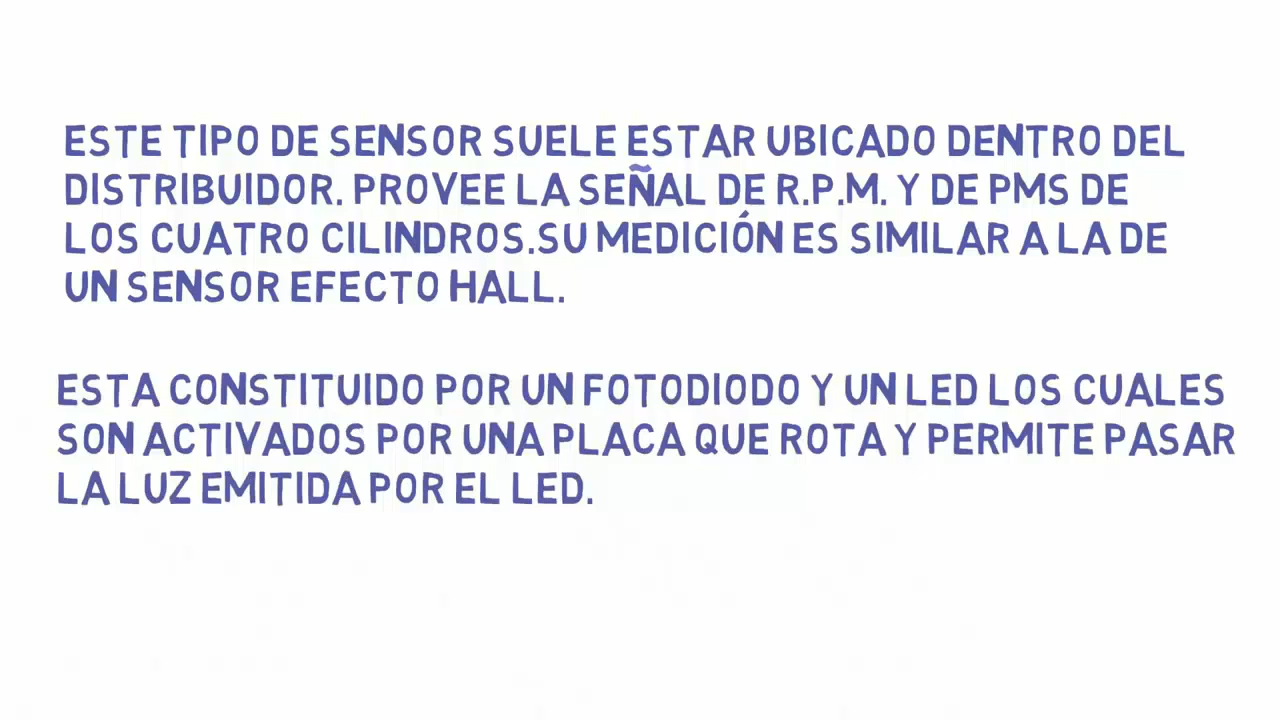 ESTE TIPO DE SENSOR SUELE ESTAR UBICADO DENTRO DEL
DISTRIBUIDOR. PROVEE LA SEÑAL DE R.P.M. Y DE PMS DE
LOS CUATRO CILINDROS.SU MEDICIÓN ES SIMILAR A LA DE
UN SENSOR EFECTO HALL.
ESTA CONSTITUIDO POR UN FOTODIODO Y UN LED LOS CUALES
SON ACTIVADOS POR UNA PLACA QUE ROTA Y PERMITE PASAR
LA LUZ EMITIDA POR EL LED.